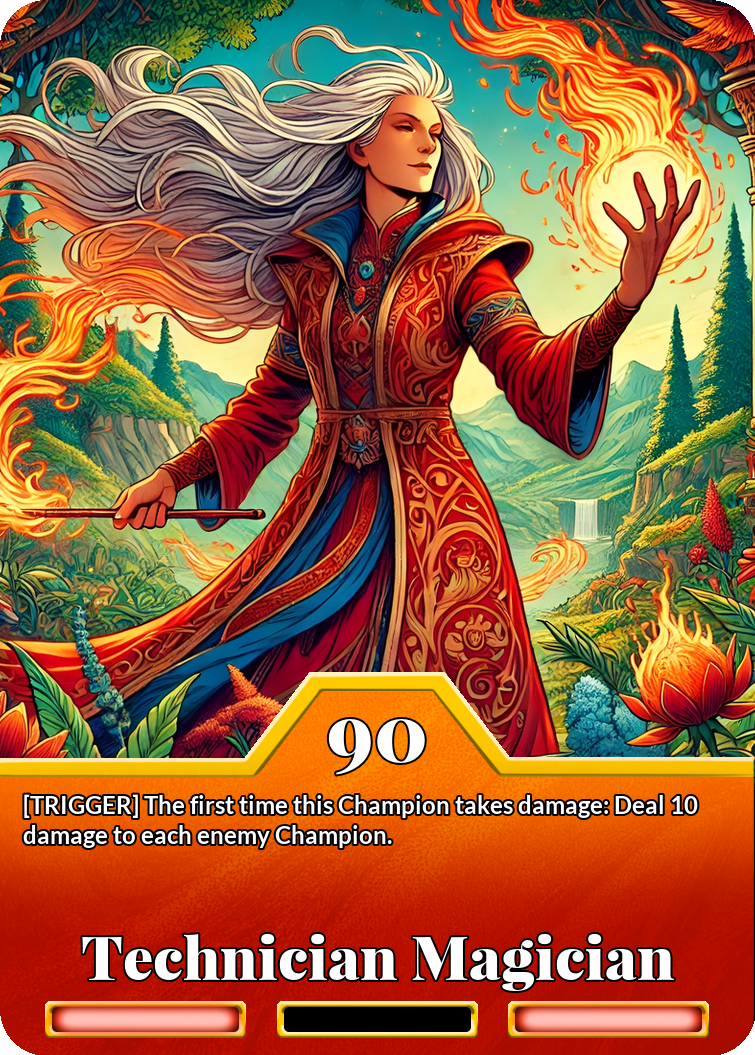 90
[TRIGGER] The first time this Champion takes damage: Deal 10
damage to each enemy Champion.
Technician Magician